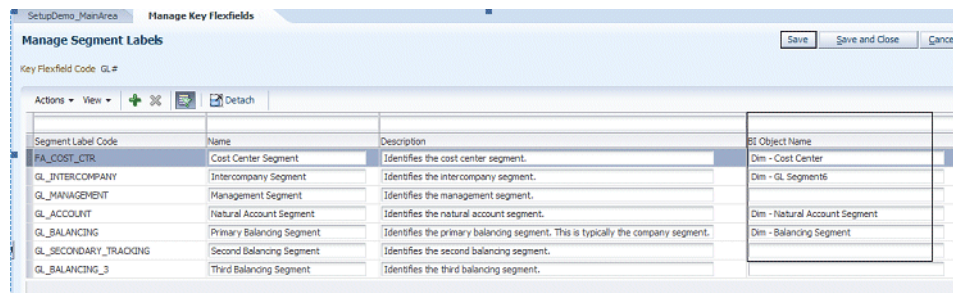 SetupDemo_MainArea Manage Key Flexfields
Manage Segment Labels Save Save and Close Cance
Key Flexfield Code GL#
Actions View Detach
Segment Label Code Name Description BI Object Name
FA_COST_CTR Cost Center Segment Identifies the cost center segment. Dim - Cost Center
GL_INTERCOMPANY Intercompany Segment Identifies the intercompany segment. Dim - GL Segment6
GL_MANAGEMENT Management Segment Identifies the management segment.
GL_ACCOUNT Natural Account Segment Identifies the natural account segment. Dim - Natural Account Segment
GL_BALANCING Primary Balancing Segment Identifies the primary balancing segment. This is typically the company segment. Dim - Balancing Segment
GL_SECONDARY_TRACKING Second Balancing Segment Identifies the second balancing segment.
GL_BALANCING_3 Third Balancing Segment Identifies the third balancing segment.